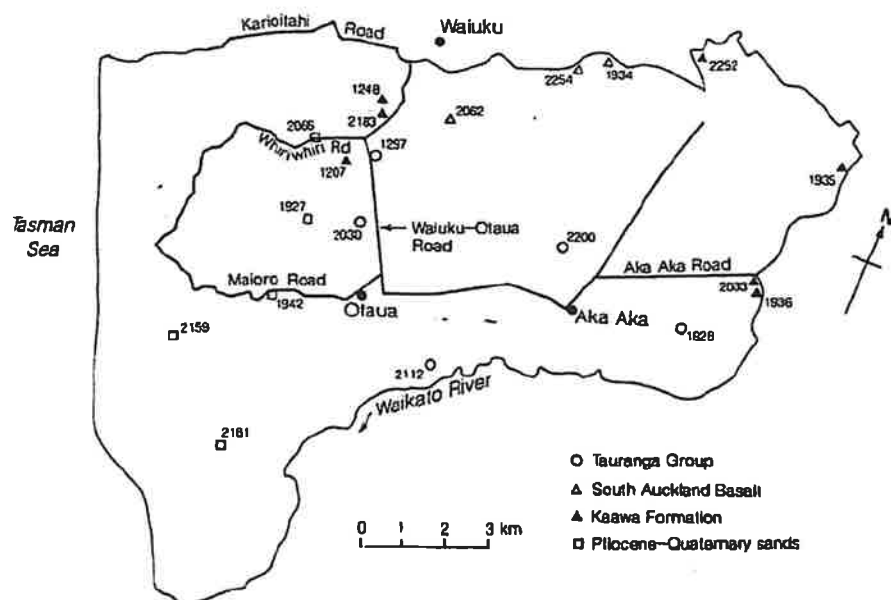 Karioitahi
Road
Waiuku
2254
1934
2252
1248
2183
2062
2065
Whiriwhiri Rd
1297
1207
1935
1927
2030
Waiuku-Otaua
Road
2200
Tasman
Sea
N
Maioro Road
Aka Aka Road
1942
Otaua
2033
1936
Aka Aka
2159
1828
2112
Waikato River
2161
Tauranga Group
South Auckland Basalt
Kaawa Formation
Pliocene-Quaternary sands
0 1 2 3 km